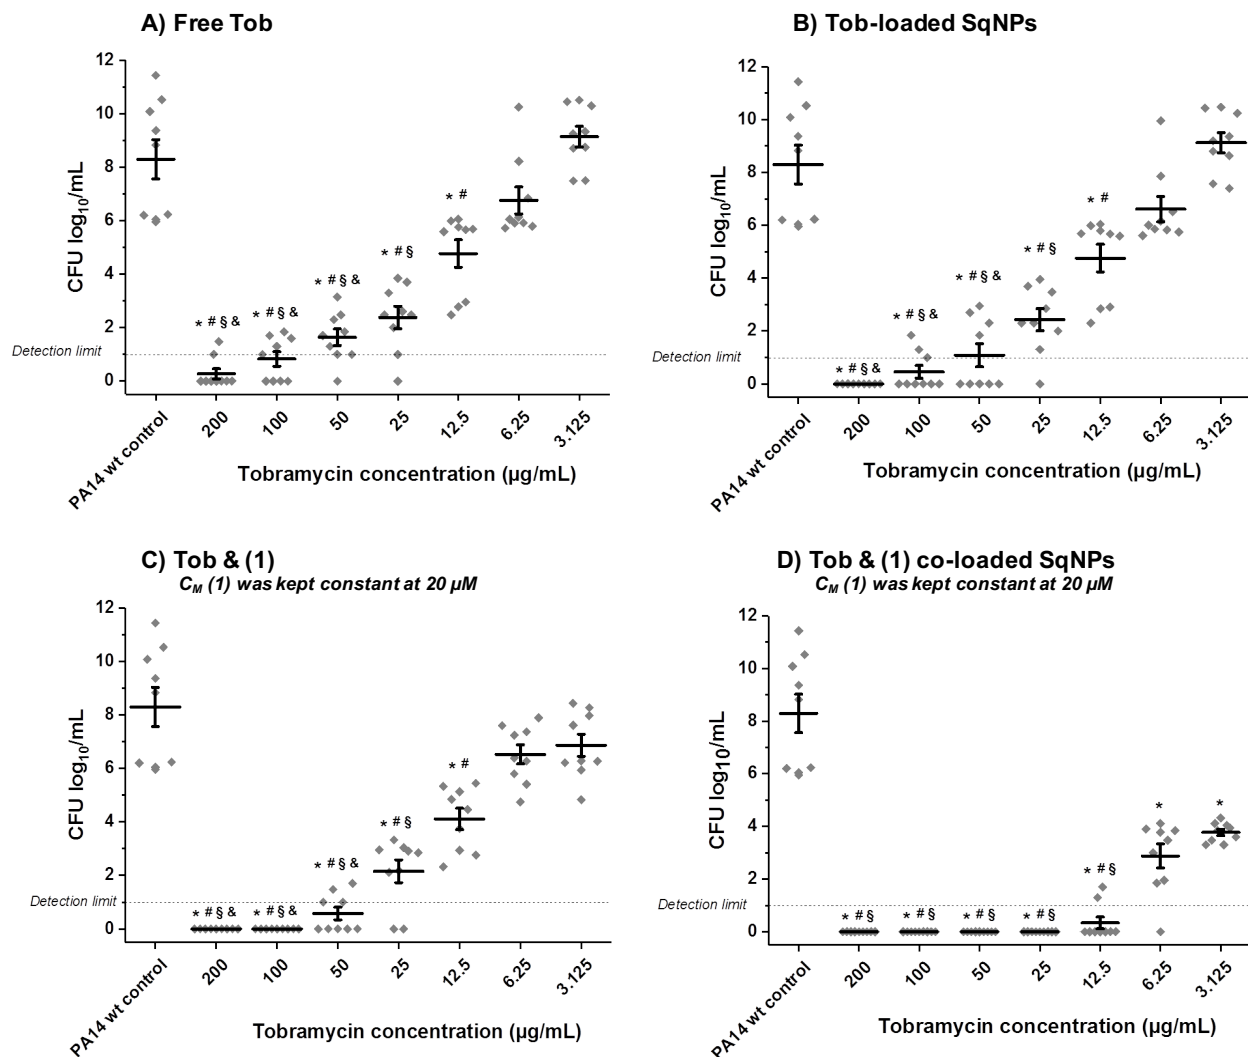 A) Free Tob
CFU log10/mL
12
10
8
6
4
2
0
Detection limit
* # § &
* # § &
* # § &
* # §
* #
PA14 wt control
200
100
50
25
12.5
6.25
3.125
Tobramycin concentration (µg/mL)
B) Tob-loaded SqNPs
CFU log10/mL
12
10
8
6
4
2
0
Detection limit
* # § &
* # § &
* # § &
* # §
* #
PA14 wt control
200
100
50
25
12.5
6.25
3.125
Tobramycin concentration (µg/mL)
C) Tob & (1)
CM (1) was kept constant at 20 µM
CFU log10/mL
12
10
8
6
4
2
0
Detection limit
* # § &
* # § &
* # § &
* # §
* #
PA14 wt control
200
100
50
25
12.5
6.25
3.125
Tobramycin concentration (µg/mL)
D) Tob & (1) co-loaded SqNPs
CM (1) was kept constant at 20 µM
CFU log10/mL
12
10
8
6
4
2
0
Detection limit
* # §
* # §
* # §
* # §
* # §
*
*
PA14 wt control
200
100
50
25
12.5
6.25
3.125
Tobramycin concentration (µg/mL)